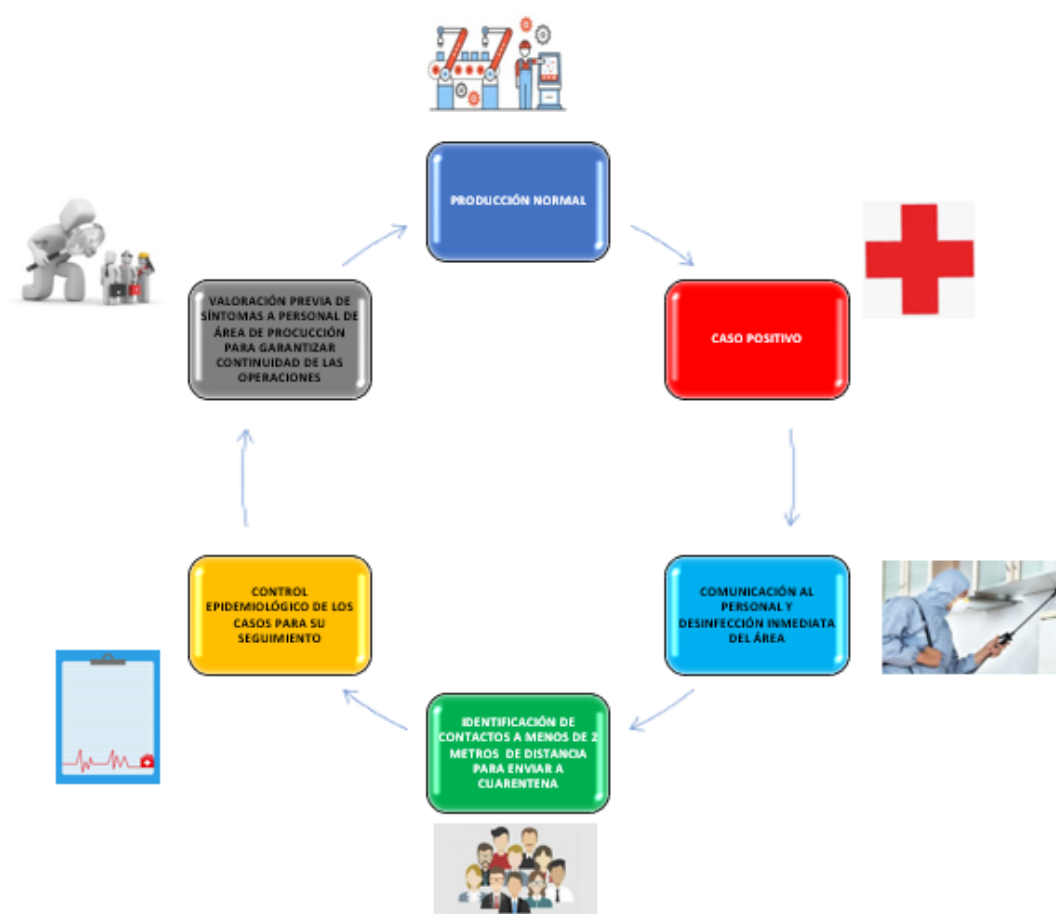 PRODUCCIÓN NORMAL
CASO POSITIVO
COMUNICACIÓN AL
PERSONAL Y
DESINFECCIÓN INMEDIATA
DEL ÁREA
IDENTIFICACIÓN DE
CONTACTOS A MENOS DE 2
METROS DE DISTANCIA
PARA ENVIAR A
CUARENTENA
CONTROL
EPIDEMIOLÓGICO DE LOS
CASOS PARA SU
SEGUIMIENTO
VALORACIÓN PREVIA DE
SÍNTOMAS A PERSONAL DE
ÁREA DE PROCUCCIÓN
PARA GARANTIZAR
CONTINUIDAD DE LAS
OPERACIONES